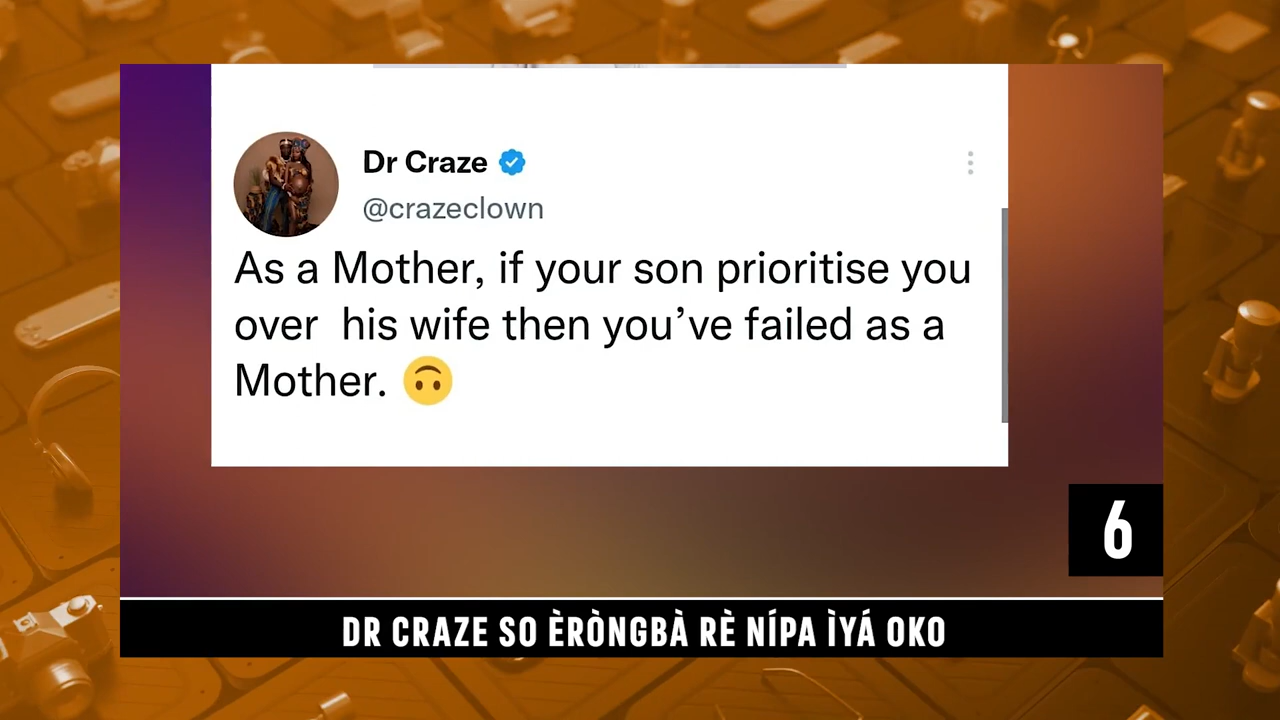 Dr Craze
@crazeclown
As a Mother, if your son prioritise you
over  his wife then you’ve failed as a
Mother. 🙃
6
DR CRAZE SO ÈRÒNGBÀ RÈ NÍPA ÌYÁ OKO